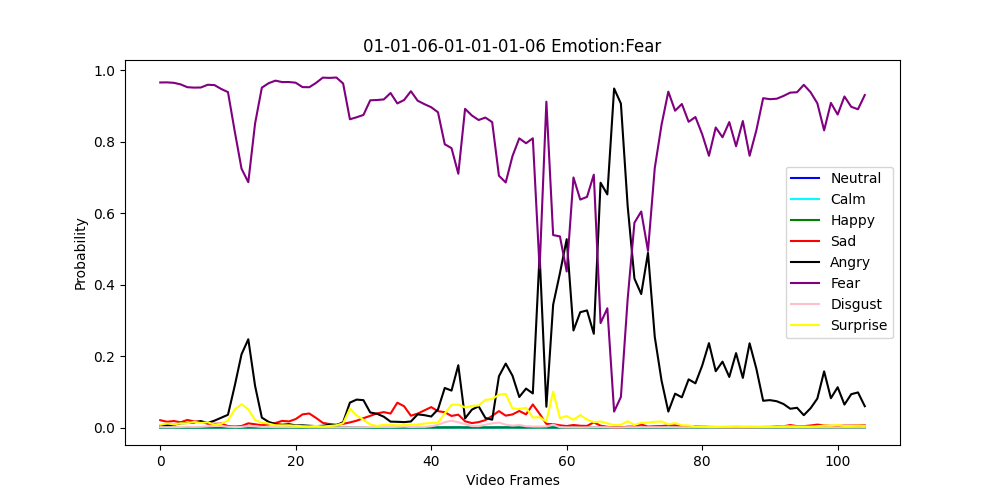 01-01-06-01-01-01-06 Emotion:Fear
1.0
0.8
0.6
0.4
0.2
0.0
Probability
0 20 40 60 80 100
Video Frames
Neutral
Calm
Happy
Sad
Angry
Fear
Disgust
Surprise